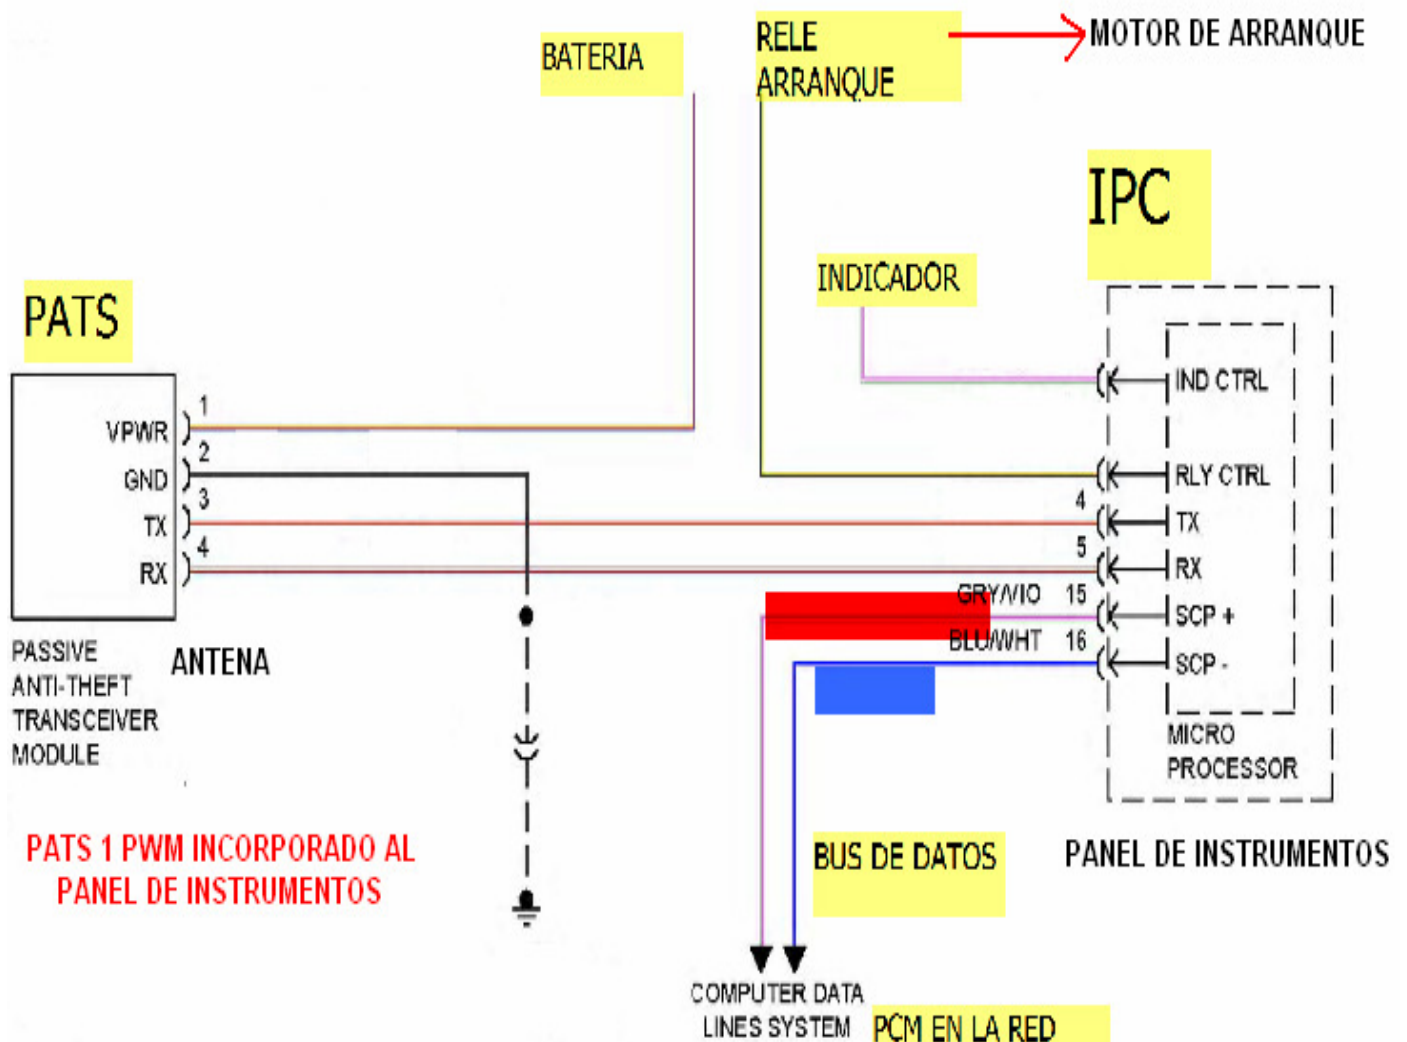 BATERIA
RELE
ARRANQUE
MOTOR DE ARRANQUE
IPC
INDICADOR
PATS
IND CTRL
VPWR 1
GND 2
TX 3
RX 4
RLY CTRL
4 TX
5 RX
GRY/VIO 15 SCP +
BLU/WHT 16 SCP -
PASSIVE
ANTI-THEFT
TRANSCEIVER
MODULE
ANTENA
MICRO
PROCESSOR
PATS 1 PWM INCORPORADO AL
PANEL DE INSTRUMENTOS
BUS DE DATOS
PANEL DE INSTRUMENTOS
COMPUTER DATA
LINES SYSTEM
PCM EN LA RED